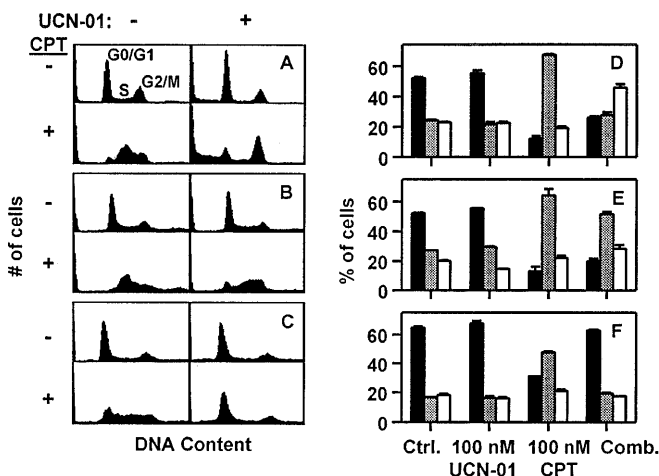 UCN-01: - +
CPT
G0/G1
S
G2/M
A
-
+
B
-
+
C
-
+
# of cells
DNA Content
D
60
40
20
0
E
60
40
20
0
F
60
40
20
0
% of cells
Ctrl. 100 nM 100 nM Comb.
UCN-01 CPT